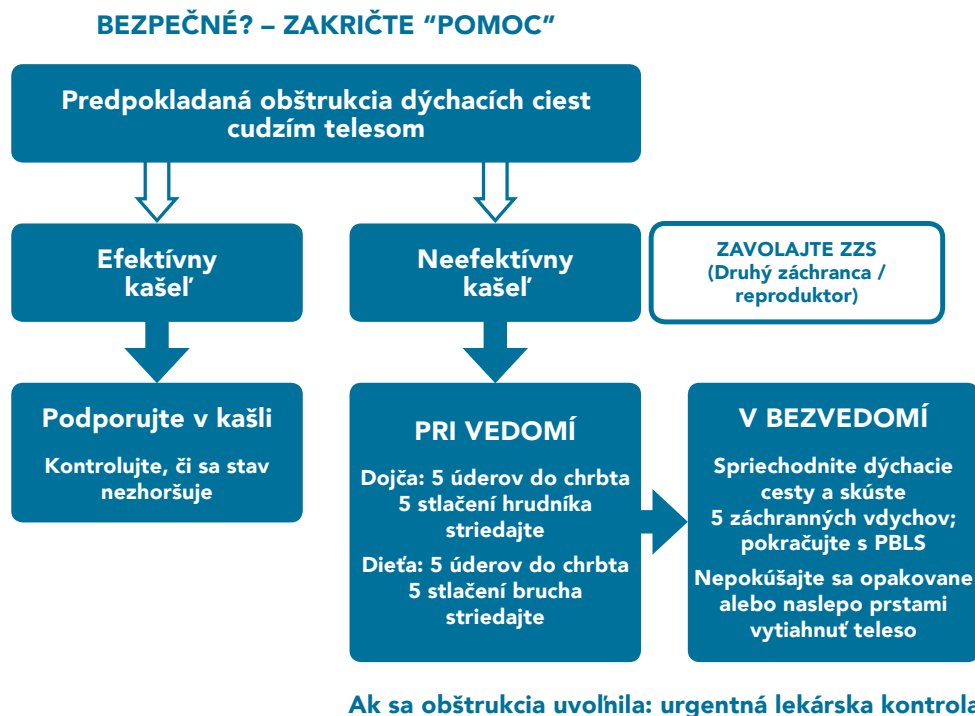 BEZPEČNÉ? – ZAKRIČTE “POMOC”
Predpokladaná obštrukcia dýchacích ciest
cudzím telesom
Efektívny
kašeľ
Neefektívny
kašeľ
ZAVOLAJTE ZZS
(Druhý záchranca /
reproduktor)
Podporujte v kašli
Kontrolujte, či sa stav
nezhoršuje
PRI VEDOMÍ
Dojča: 5 úderov do chrbta
5 stlačení hrudníka
striedajte
Dieťa: 5 úderov do chrbta
5 stlačení brucha
striedajte
V BEZVEDOMÍ
Spriechodnite dýchacie
cesty a skúste
5 záchranných vdychov;
pokračujte s PBLS
Nepokúšajte sa opakovane
alebo naslepo prstami
vytiahnuť teleso
Ak sa obštrukcia uvoľnila: urgentná lekárska kontrola